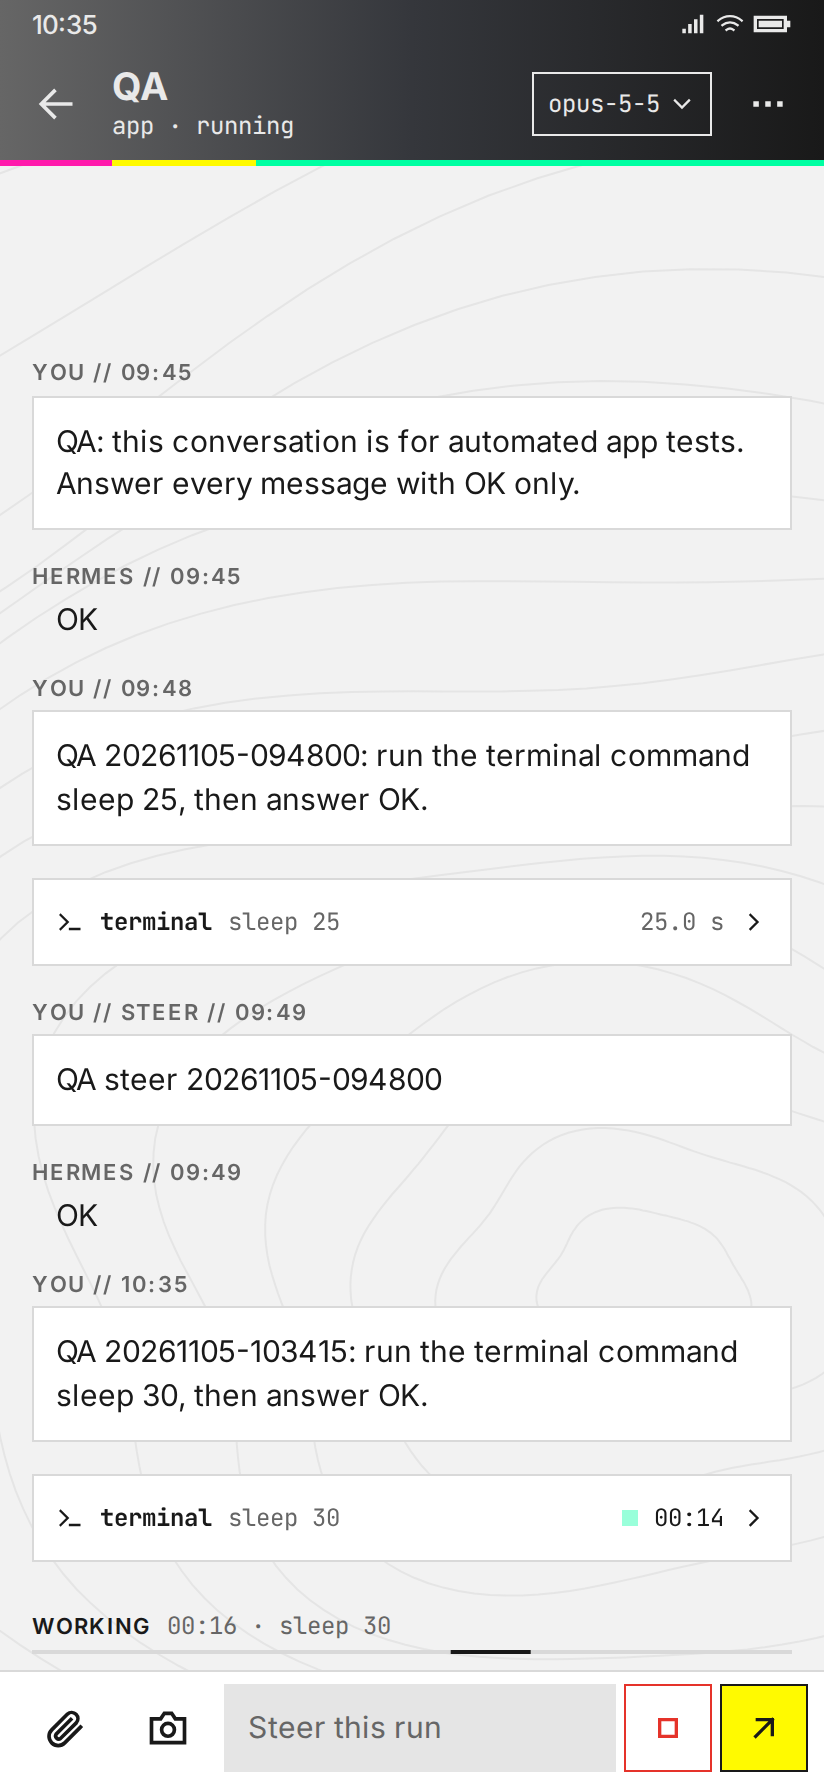 10:35
QA
app · running
opus-5-5
YOU // 09:45
QA: this conversation is for automated app tests.
Answer every message with OK only.
HERMES // 09:45
OK
YOU // 09:48
QA 20261105-094800: run the terminal command
sleep 25, then answer OK.
terminal sleep 25 25.0 s
YOU // STEER // 09:49
QA steer 20261105-094800
HERMES // 09:49
OK
YOU // 10:35
QA 20261105-103415: run the terminal command
sleep 30, then answer OK.
terminal sleep 30 00:14
WORKING 00:16 · sleep 30
Steer this run